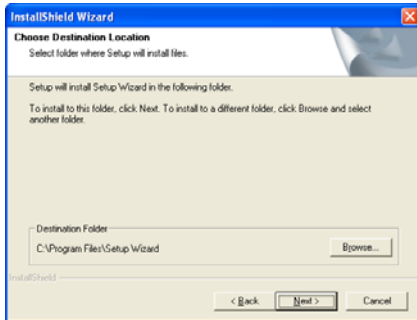 InstallShield Wizard
Choose Destination Location
Select folder where Setup will install files.
Setup will install Setup Wizard in the following folder.
To install to this folder, click Next. To install to a different folder, click Browse and select
another folder.
Destination Folder
C:\Program Files\Setup Wizard
Browse...
InstallShield
< Back
Next >
Cancel